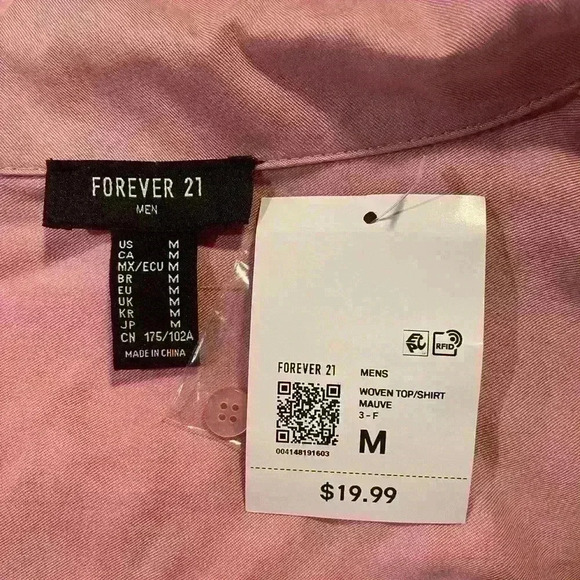 FOREVER 21
MEN
US M
CA M
MX/ECU M
BR M
EU M
UK M
KR M
JP M
CN 175/102A
MADE IN CHINA
RFID
FOREVER 21
MENS
WOVEN TOP/SHIRT
MAUVE
3 - F
M
004148191603
$19.99